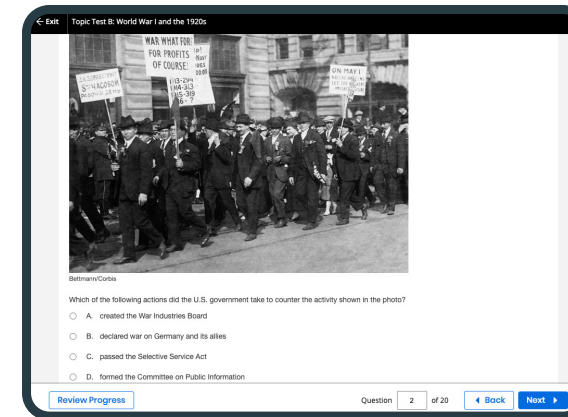 Exit
Topic Test B: World War I and the 1920s
WAR WHAT FOR?
FOR PROFITS
OF COURSE!
ON MAY 1
Bettmann/Corbis
Which of the following actions did the U.S. government take to counter the activity shown in the photo?
A. created the War Industries Board
B. declared war on Germany and its allies
C. passed the Selective Service Act
D. formed the Committee on Public Information
Review Progress
Question 2 of 20
Back
Next